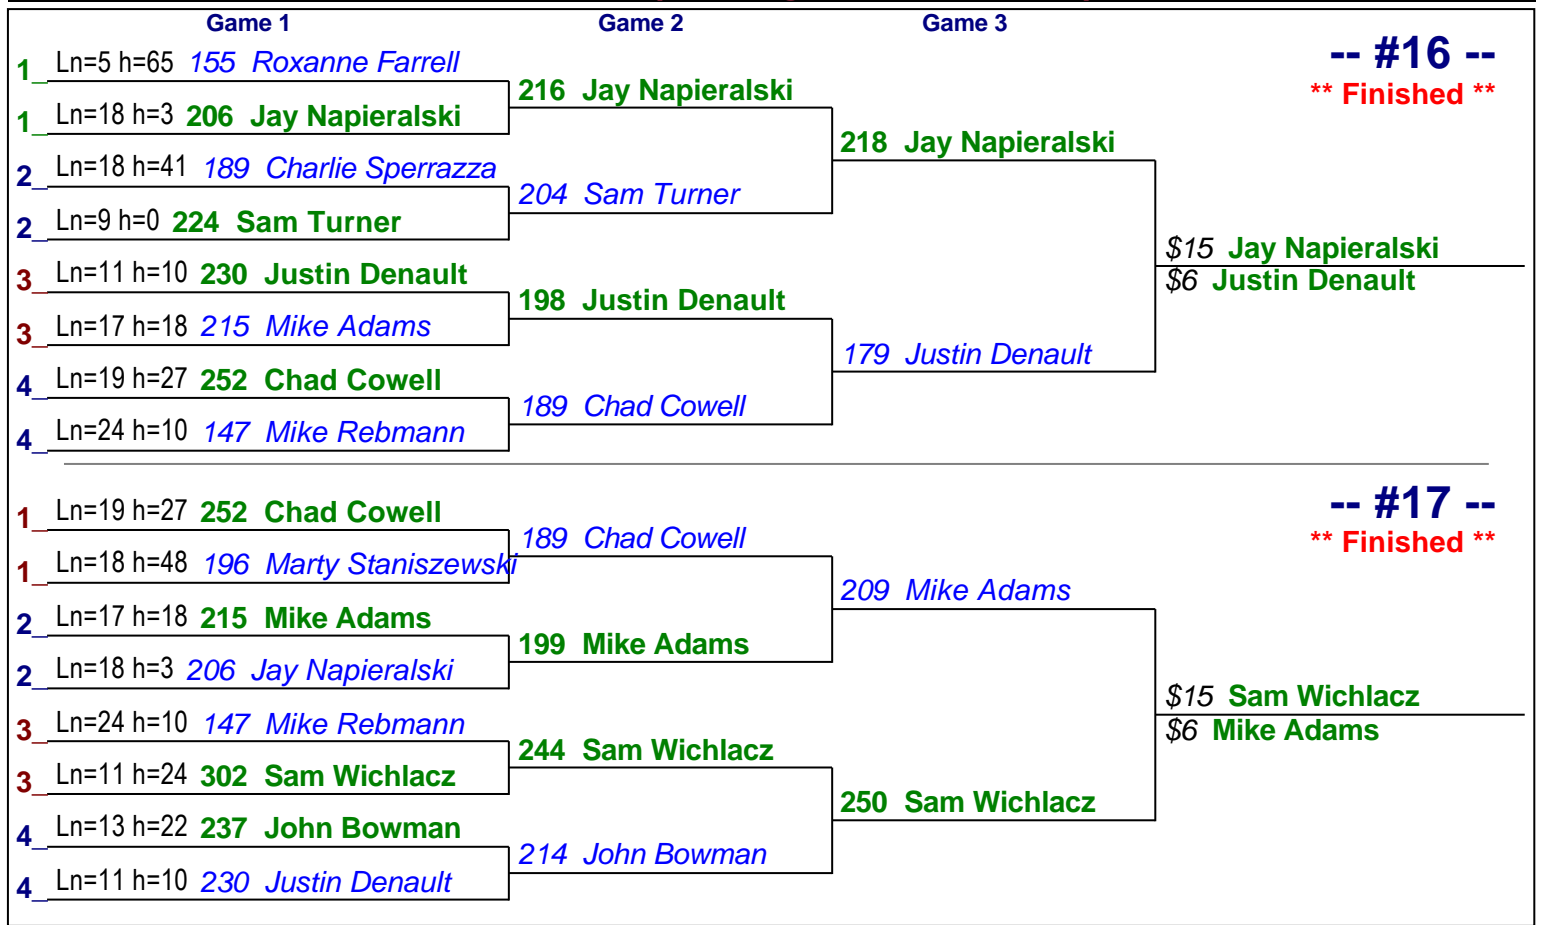 Game 1 Game 2 Game 3
-- #16 --
** Finished **
1_ Ln=5 h=65 155 Roxanne Farrell
216 Jay Napieralski
1_ Ln=18 h=3 206 Jay Napieralski
218 Jay Napieralski
2_ Ln=18 h=41 189 Charlie Sperrazza
204 Sam Turner
2_ Ln=9 h=0 224 Sam Turner
$15 Jay Napieralski
$6 Justin Denault
3_ Ln=11 h=10 230 Justin Denault
198 Justin Denault
3_ Ln=17 h=18 215 Mike Adams
179 Justin Denault
4_ Ln=19 h=27 252 Chad Cowell
189 Chad Cowell
4_ Ln=24 h=10 147 Mike Rebmann
-- #17 --
** Finished **
1_ Ln=19 h=27 252 Chad Cowell
189 Chad Cowell
1_ Ln=18 h=48 196 Marty Staniszewski
209 Mike Adams
2_ Ln=17 h=18 215 Mike Adams
199 Mike Adams
2_ Ln=18 h=3 206 Jay Napieralski
$15 Sam Wichlacz
$6 Mike Adams
3_ Ln=24 h=10 147 Mike Rebmann
244 Sam Wichlacz
3_ Ln=11 h=24 302 Sam Wichlacz
250 Sam Wichlacz
4_ Ln=13 h=22 237 John Bowman
214 John Bowman
4_ Ln=11 h=10 230 Justin Denault